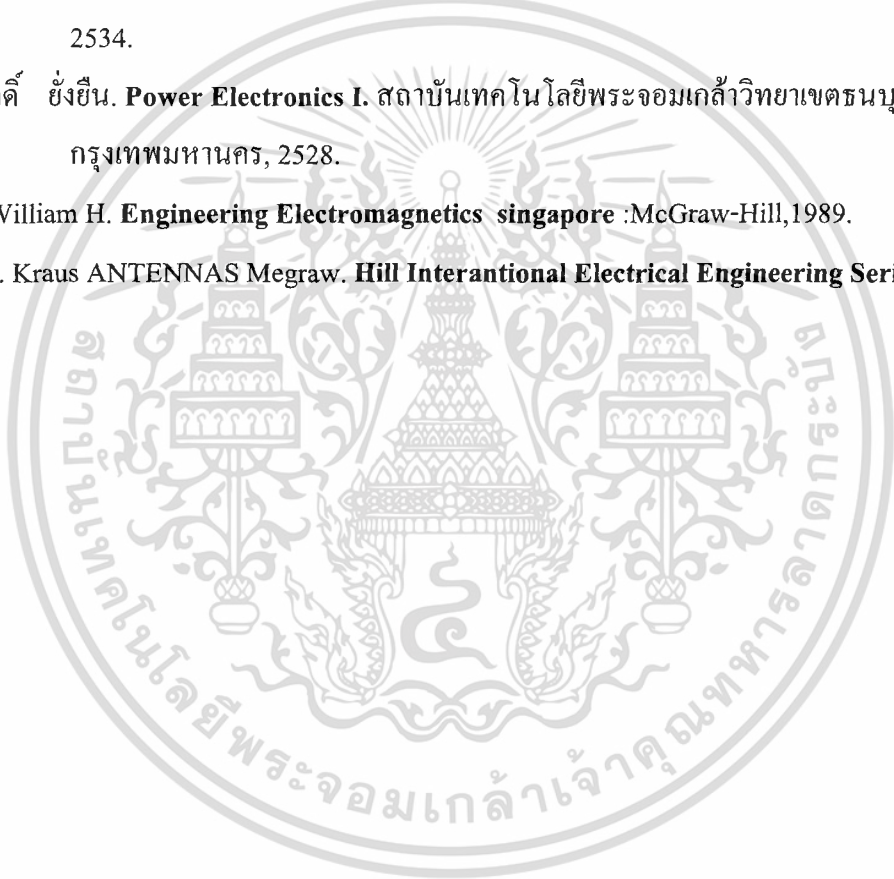 2534.
ยั่งยืน. Power Electronics I. สถาบันเทคโนโลยีพระจอมเกล้าวิทยาเขตธนบุ
กรุงเทพมหานคร, 2528.
William H. Engineering Electromagnetics singapore :McGraw-Hill,1989.
. Kraus ANTENNAS Megraw. Hill Interantional Electrical Engineering Seri
สถาบันเทคโนโลยีพระจอมเกล้าเจ้าคุณทหารลาดกระบัง